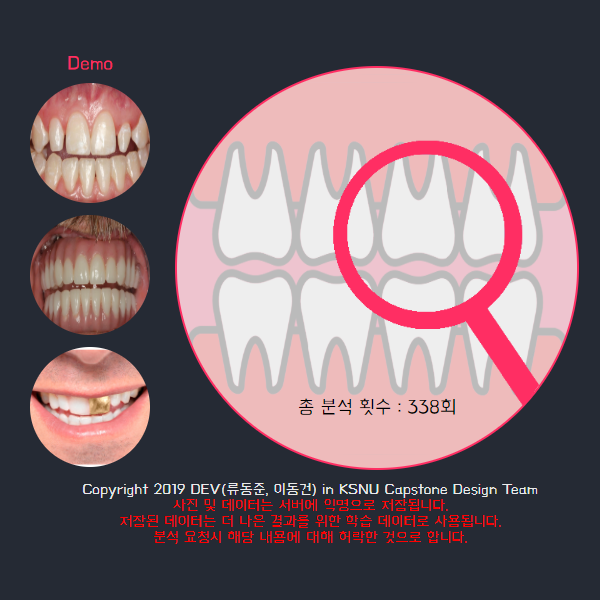 Demo
총 분석 횟수 : 338회
Copyright 2019 DEV(류동준, 이동건) in KSNU Capstone Design Team
사진 및 데이터는 서버에 익명으로 저장됩니다.
저장된 데이터는 더 나은 결과를 위한 학습 데이터로 사용됩니다.
분석 요청시 해당 내용에 대해 허락한 것으로 합니다.